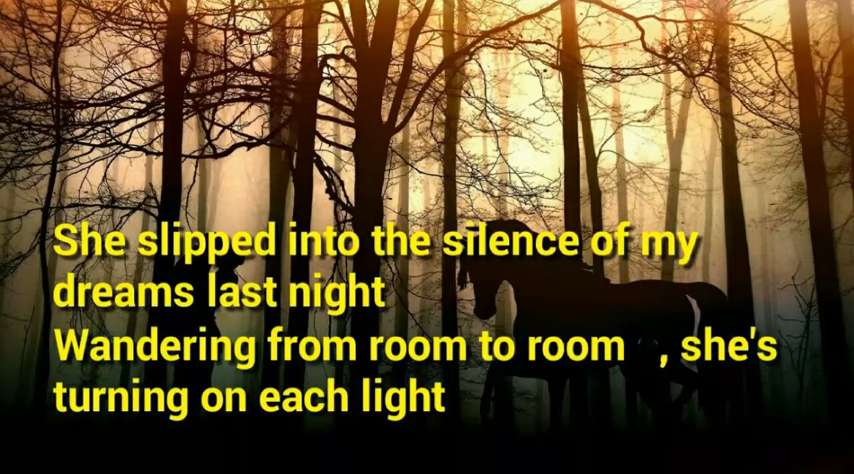 She slipped into the silence of my
dreams last night
Wandering from room to room , she's
turning on each light